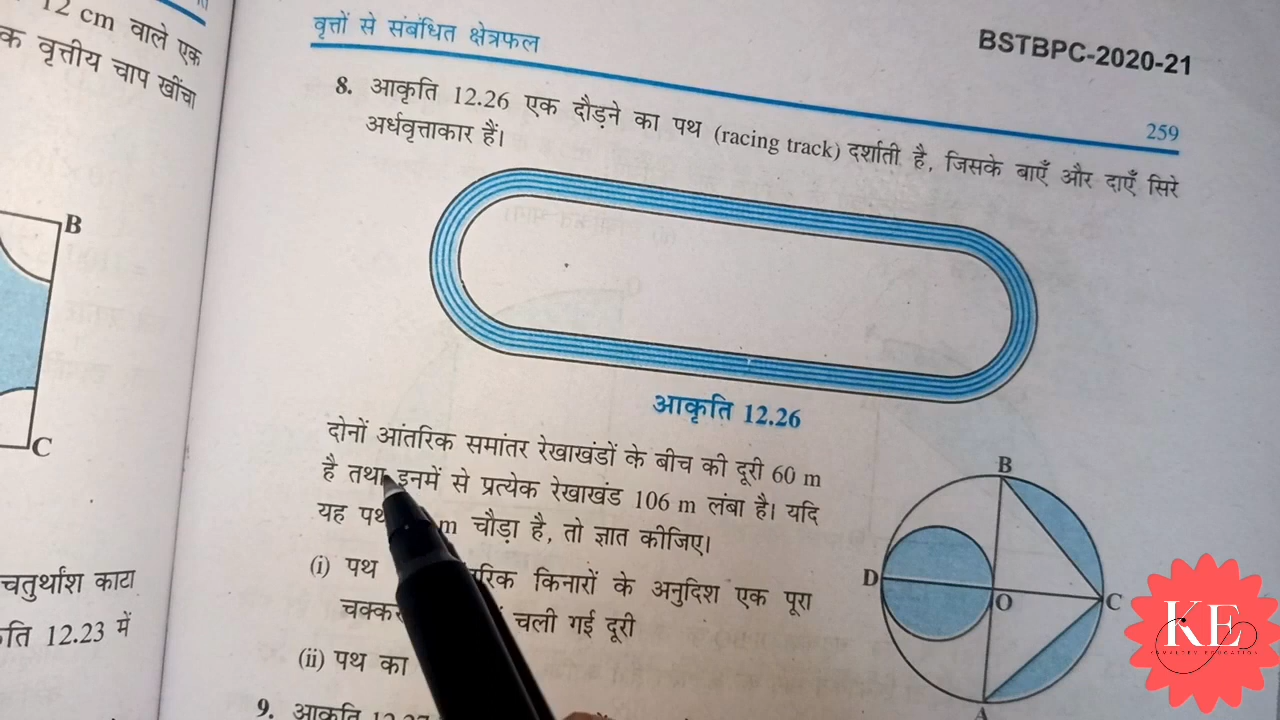 12 cm वाले एक
क वृत्तीय चाप खींचा
B
C
चतुर्थांश काटा
ति 12.23 में
वृत्तों से संबंधित क्षेत्रफल
BSTBPC-2020-21
259
8. आकृति 12.26 एक दौड़ने का पथ (racing track) दर्शाती है, जिसके बाएँ और दाएँ सिरे
अर्धवृत्ताकार हैं।
आकृति 12.26
दोनों आंतरिक समांतर रेखाखंडों के बीच की दूरी 60 m
है तथा इनमें से प्रत्येक रेखाखंड 106 m लंबा है। यदि
यह पथ m चौड़ा है, तो ज्ञात कीजिए।
(i) पथ रिक किनारों के अनुदिश एक पूरा
चक्कर चली गई दूरी
(ii) पथ का
9. आकृति
B
D
O
C
A
KE